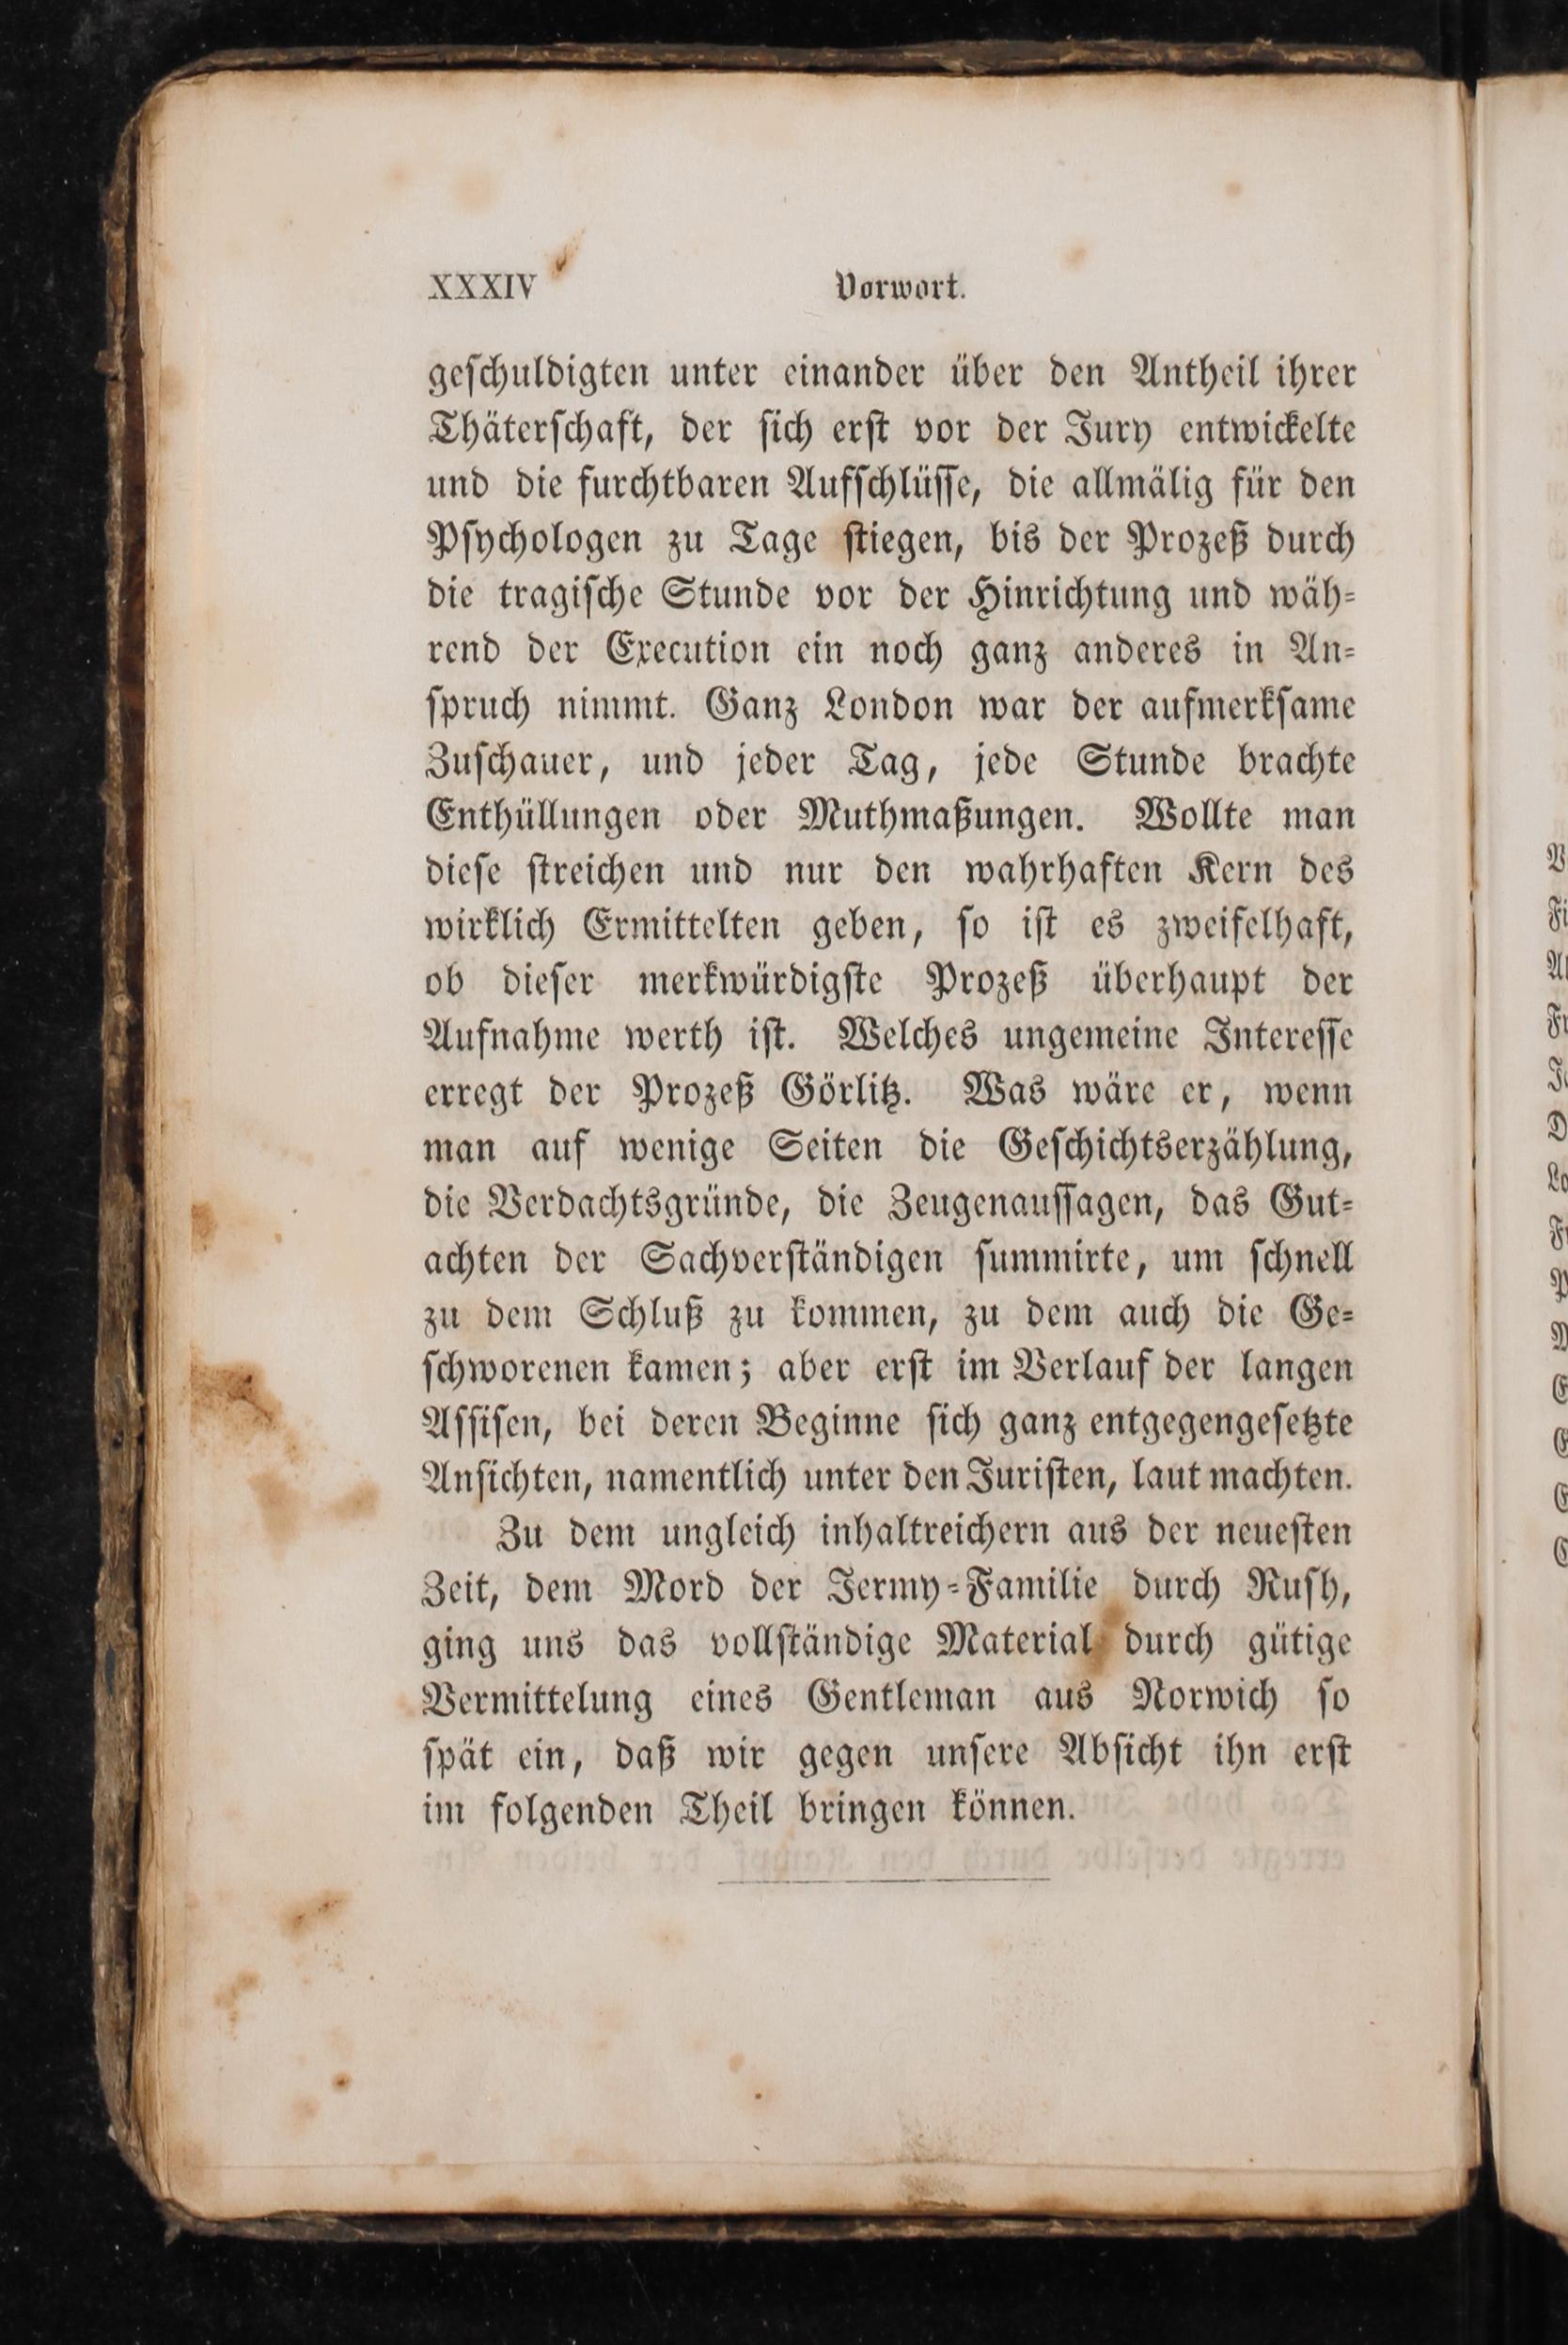 XXXIV Vorwort.
geſchuldigten unter einander über den Antheil ihrer
Thäterſchaft, der ſich erſt vor der Jury entwickelte
und die furchtbaren Aufſchlüſſe, die allmälig für den
Pſychologen zu Tage ſtiegen, bis der Prozeß durch
die tragiſche Stunde vor der Hinrichtung und wäh⸗
rend der Execution ein noch ganz anderes in An⸗
ſpruch nimmt. Ganz London war der aufmerkſame
Zuſchauer, und jeder Tag, jede Stunde brachte
Enthüllungen oder Muthmaßungen. Wollte man
dieſe ſtreichen und nur den wahrhaften Kern des
wirklich Ermittelten geben, ſo iſt es zweifelhaft,
ob dieſer merkwürdigſte Prozeß überhaupt der
Aufnahme werth iſt. Welches ungemeine Intereſſe
erregt der Prozeß Görlitz. Was wäre er, wenn
man auf wenige Seiten die Geſchichtserzählung,
die Verdachtsgründe, die Zeugenausſagen, das Gut⸗
achten der Sachverſtändigen ſummirte, um ſchnell
zu dem Schluß zu kommen, zu dem auch die Ge⸗
ſchworenen kamen; aber erſt im Verlauf der langen
Aſſiſen, bei deren Beginne ſich ganz entgegengeſetzte
Anſichten, namentlich unter den Juriſten, laut machten.
Zu dem ungleich inhaltreichern aus der neueſten
Zeit, dem Mord der Jermy⸗Familie durch Ruſh,
ging uns das vollſtändige Material durch gütige
Vermittelung eines Gentleman aus Norwich ſo
ſpät ein, daß wir gegen unſere Abſicht ihn erſt
im folgenden Theil bringen können.